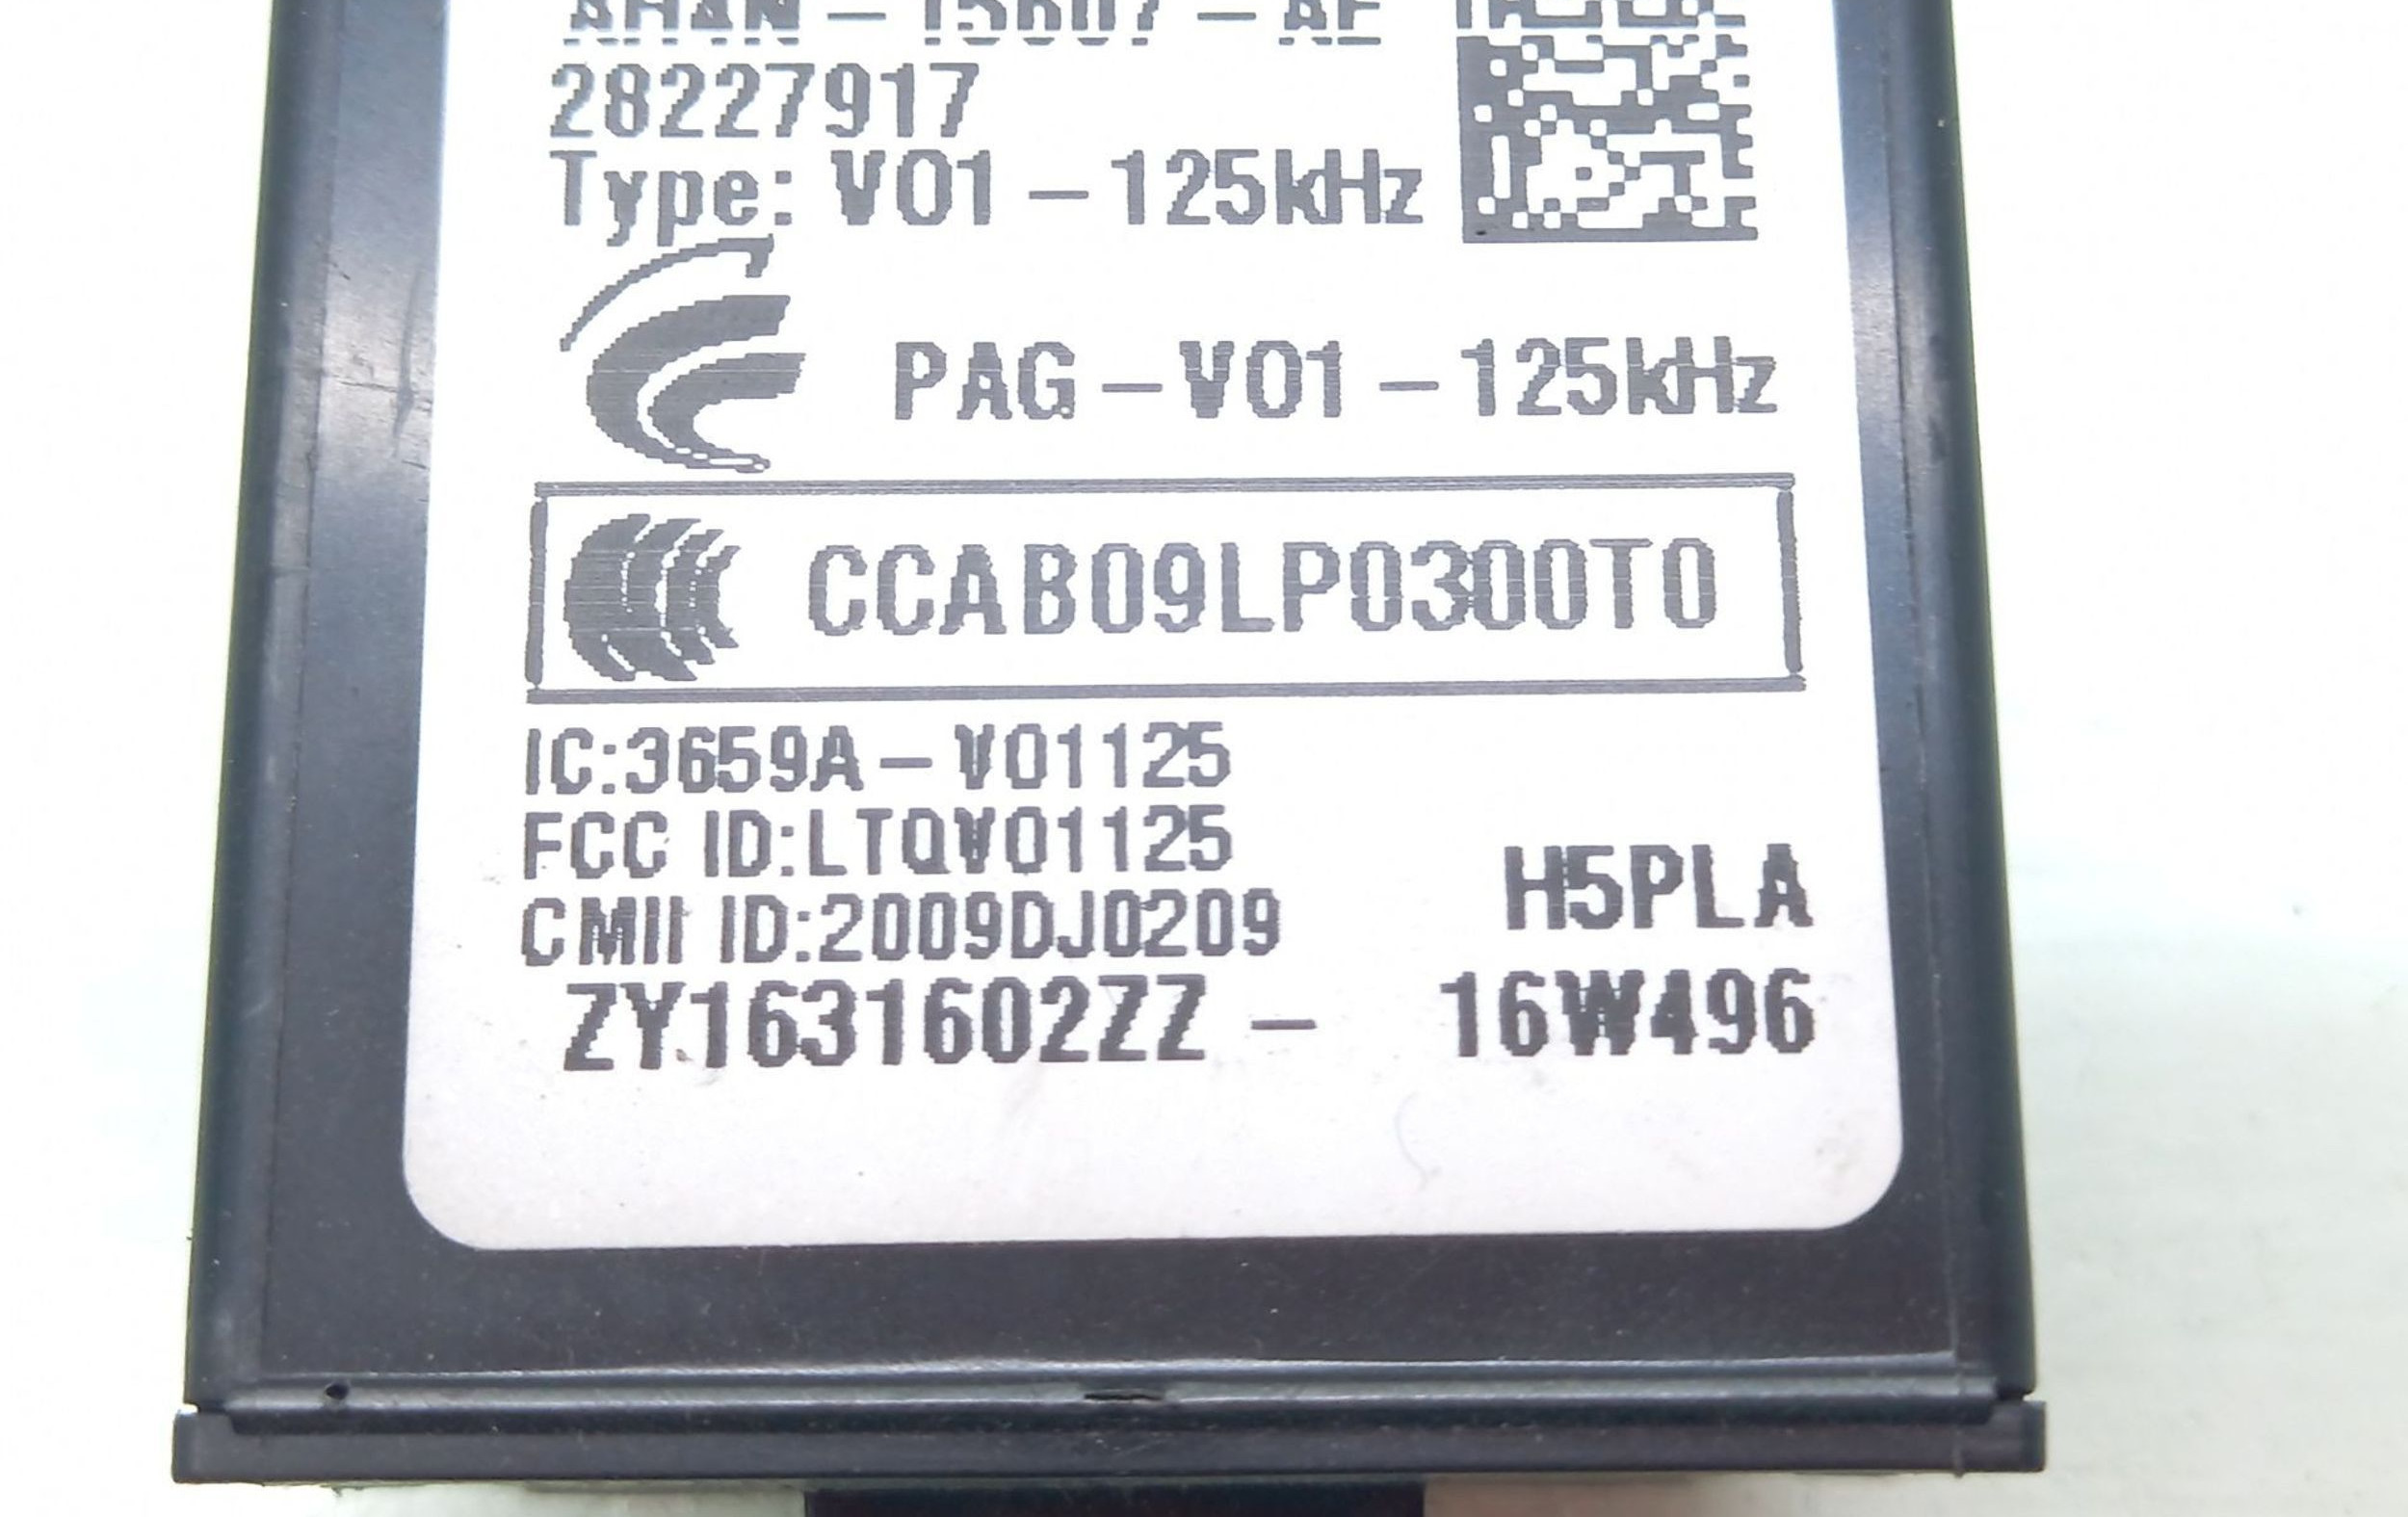 28227917
Type: V01-125kHz
PAG-V01-125kHz
CCAB09LP0300T0
IC:3659A-V01125
FCC ID:LTQV01125
CMII ID:2009DJ0209
H5PLA
ZY1631602ZZ- 16W496